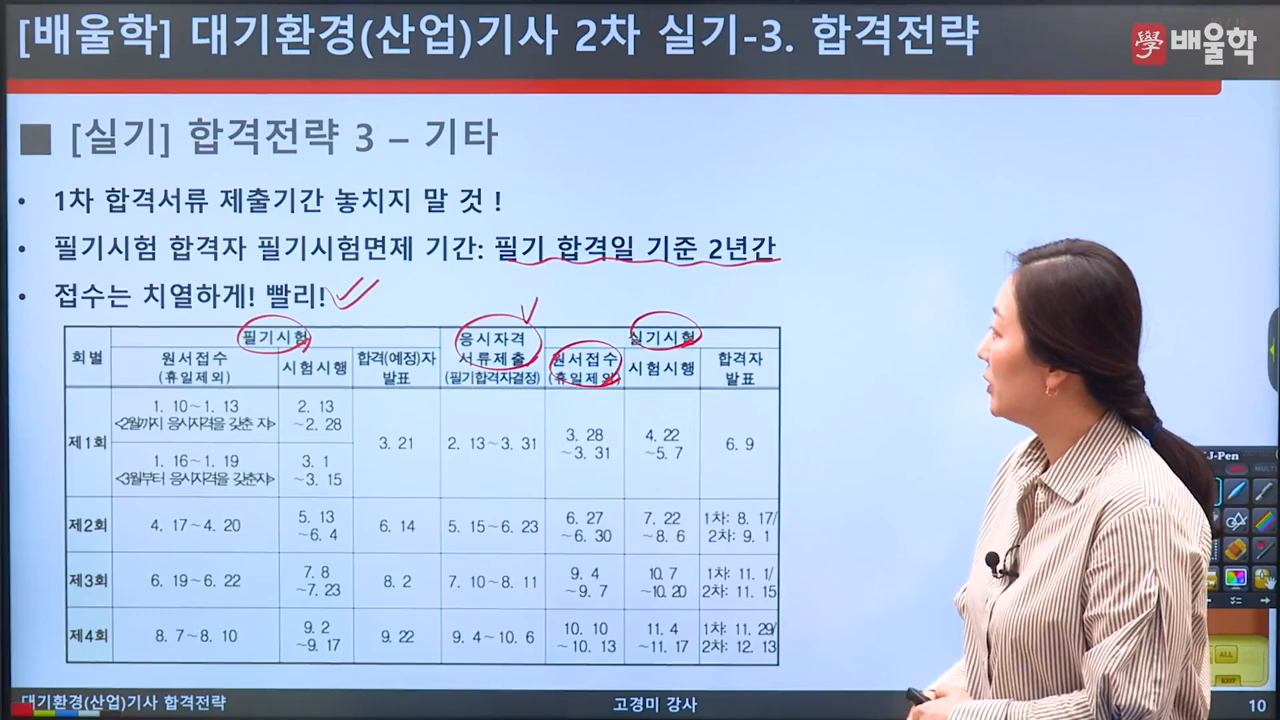 [배울학] 대기환경(산업)기사 2차 실기-3. 합격전략
學 배울학
■ [실기] 합격전략 3 – 기타
• 1차 합격서류 제출기간 놓치지 말 것 !
• 필기시험 합격자 필기시험면제 기간: 필기 합격일 기준 2년간
• 접수는 치열하게! 빨리!
회별 필기시험 응시자격 서류제출 (필기합격자결정) 실기시험
원서접수 (휴일제외) 시험시행 합격(예정)자 발표 원서접수 (휴일제외) 시험시행 합격자 발표
제1회 1. 10~1. 13 <2월까지 응시자격을 갖춘 자> 2. 13 ~2. 28 3. 21 2. 13~3. 31 3. 28 ~3. 31 4. 22 ~5. 7 6. 9
1. 16~1. 19 <3월부터 응시자격을 갖춘자> 3. 1 ~3. 15
제2회 4. 17~4. 20 5. 13 ~6. 4 6. 14 5. 15~6. 23 6. 27 ~6. 30 7. 22 ~8. 6 1차: 8. 17/ 2차: 9. 1
제3회 6. 19~6. 22 7. 8 ~7. 23 8. 2 7. 10~8. 11 9. 4 ~9. 7 10. 7 ~10. 20 1차: 11. 1/ 2차: 11. 15
제4회 8. 7~8. 10 9. 2 ~9. 17 9. 22 9. 4~10. 6 10. 10 ~10. 13 11. 4 ~11. 17 1차: 11. 29/ 2차: 12. 13
J-Pen
ALL
EXIT
대기환경(산업)기사 합격전략
고경미 강사
10